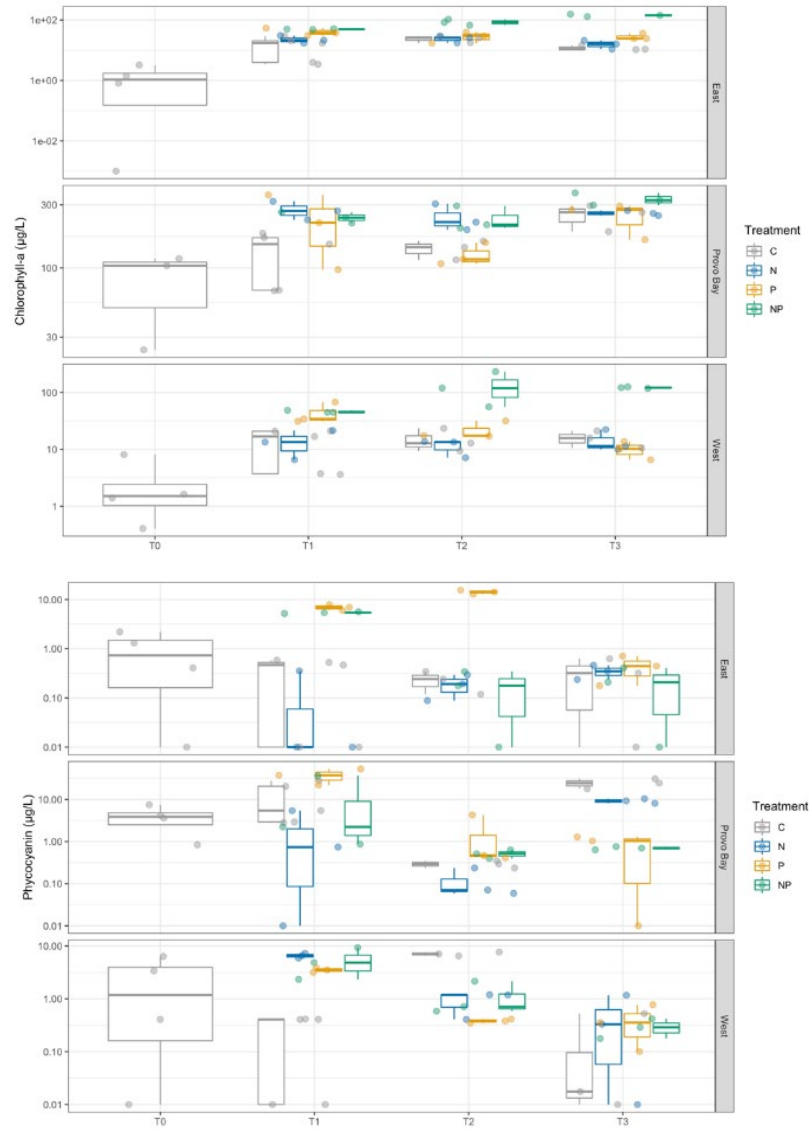 1e+02
1e+00
1e-02
East
300
100
30
Provo Bay
100
10
1
West
Chlorophyll-a (µg/L)
T0 T1 T2 T3
Treatment
C
N
P
NP
10.00
1.00
0.10
0.01
East
10.00
1.00
0.10
0.01
Provo Bay
10.00
1.00
0.10
0.01
West
Phycocyanin (µg/L)
T0 T1 T2 T3
Treatment
C
N
P
NP